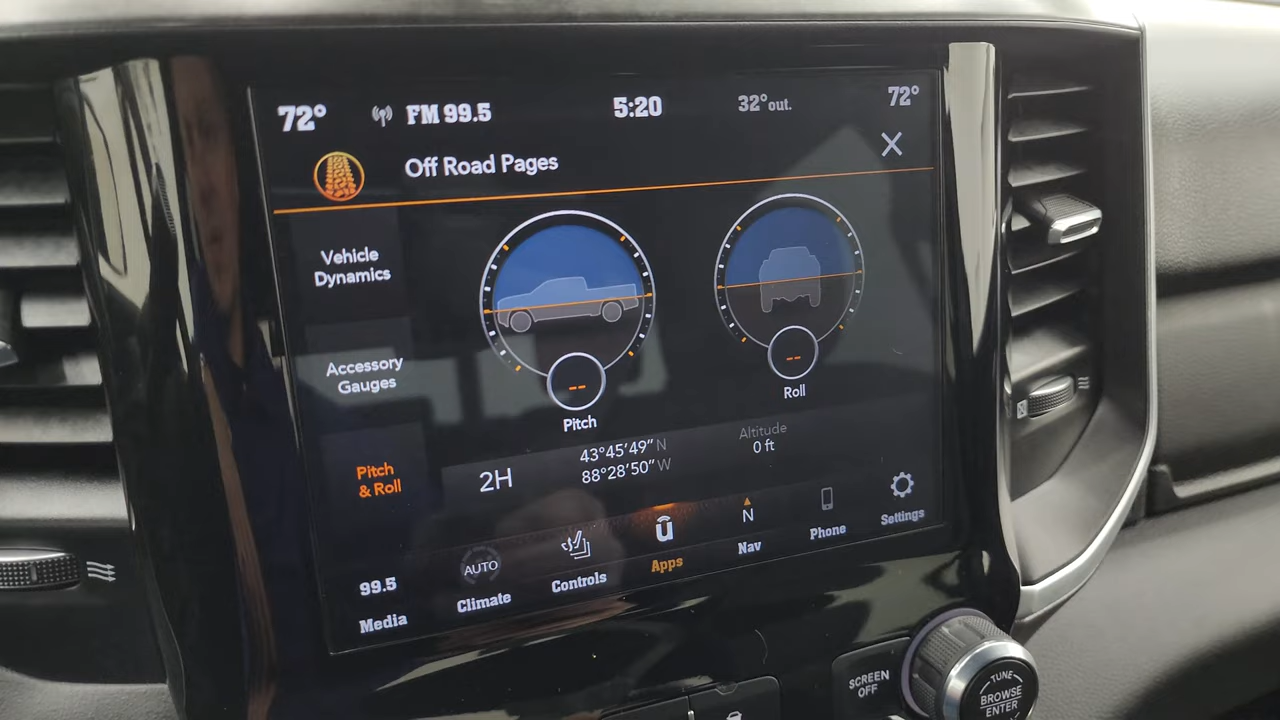 72° FM 99.5 5:20 32° out. 72°
Off Road Pages
Vehicle
Dynamics
Accessory
Gauges
Pitch
& Roll
--
Pitch
--
Roll
2H
43°45'49" N
88°28'50" W
Altitude
0 ft
99.5
Media
AUTO
Climate
Controls
Apps
N
Nav
Phone
Settings
SCREEN
OFF
TUNE
BROWSE
ENTER